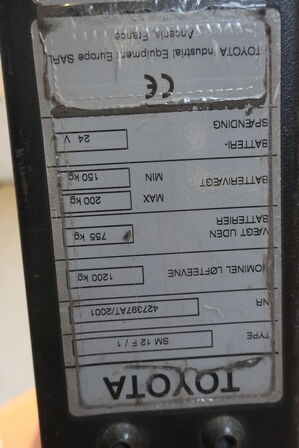 TOYOTA
TYPE SM 12 F / 1
NR 427397AT/2001
NOMINEL LØFTEEVNE 1200 kg
VÆGT UDEN
BATTERIER 755 kg
BATTERIVÆGT MAX 200 kg
MIN 150 kg
BATTERI-
SPÆNDING 24 V
CE
TOYOTA Industrial Equipment Europe SARL
Ancenis, France